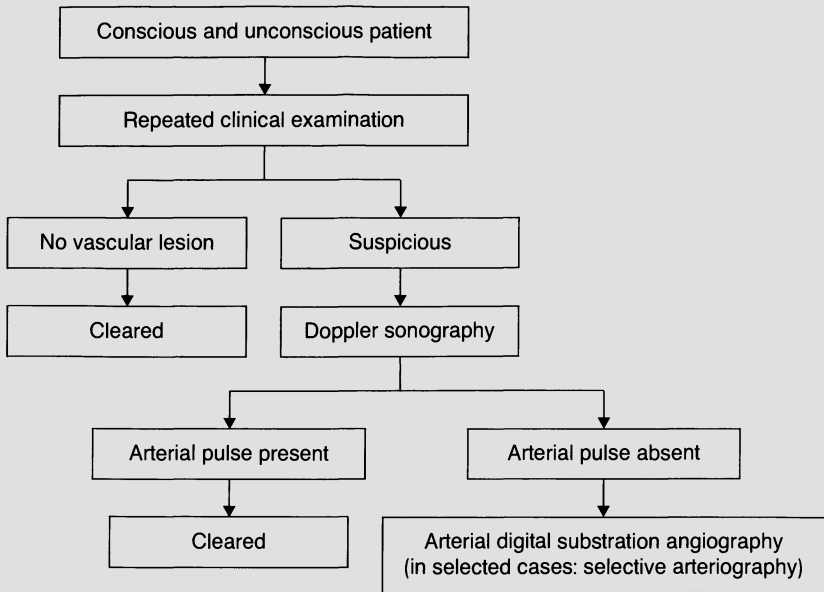 Conscious and unconscious patient
Repeated clinical examination
No vascular lesion
Suspicious
Cleared
Doppler sonography
Arterial pulse present
Arterial pulse absent
Cleared
Arterial digital substration angiography
(in selected cases: selective arteriography)